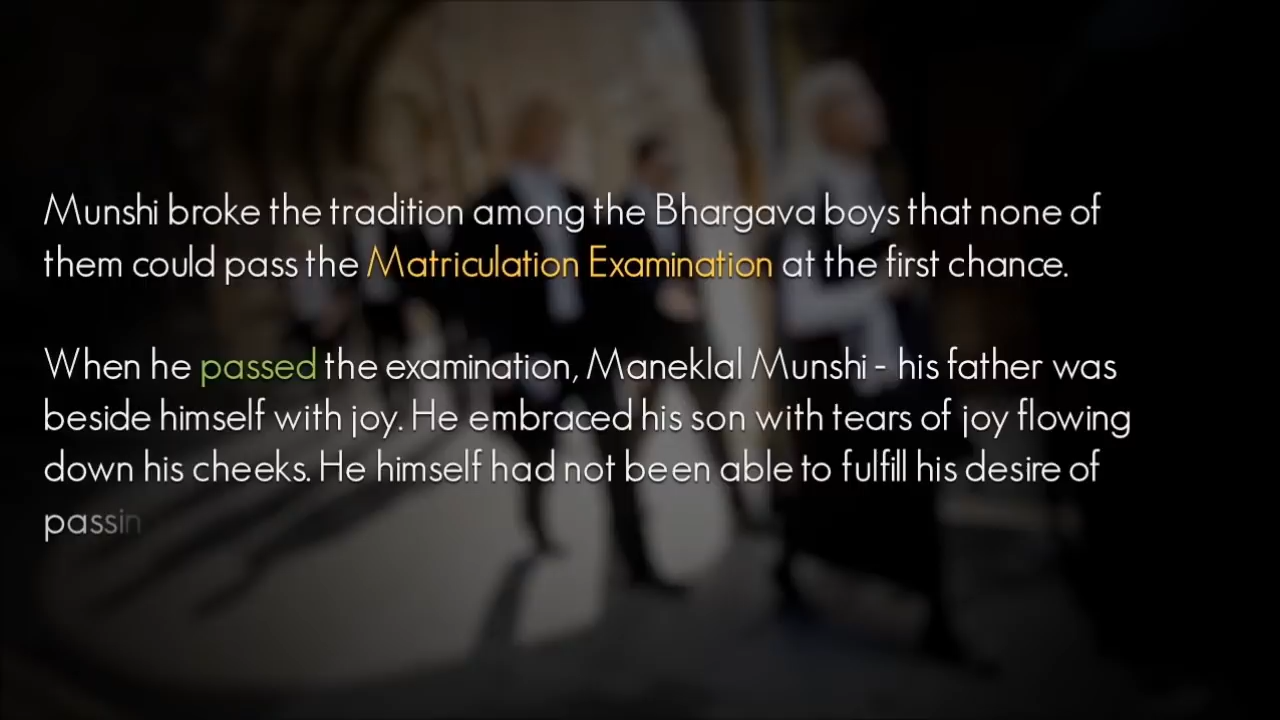 Munshi broke the tradition among the Bhargava boys that none of
them could pass the Matriculation Examination at the first chance.
When he passed the examination, Maneklal Munshi - his father was
beside himself with joy. He embraced his son with tears of joy flowing
down his cheeks. He himself had not been able to fulfill his desire of
passin